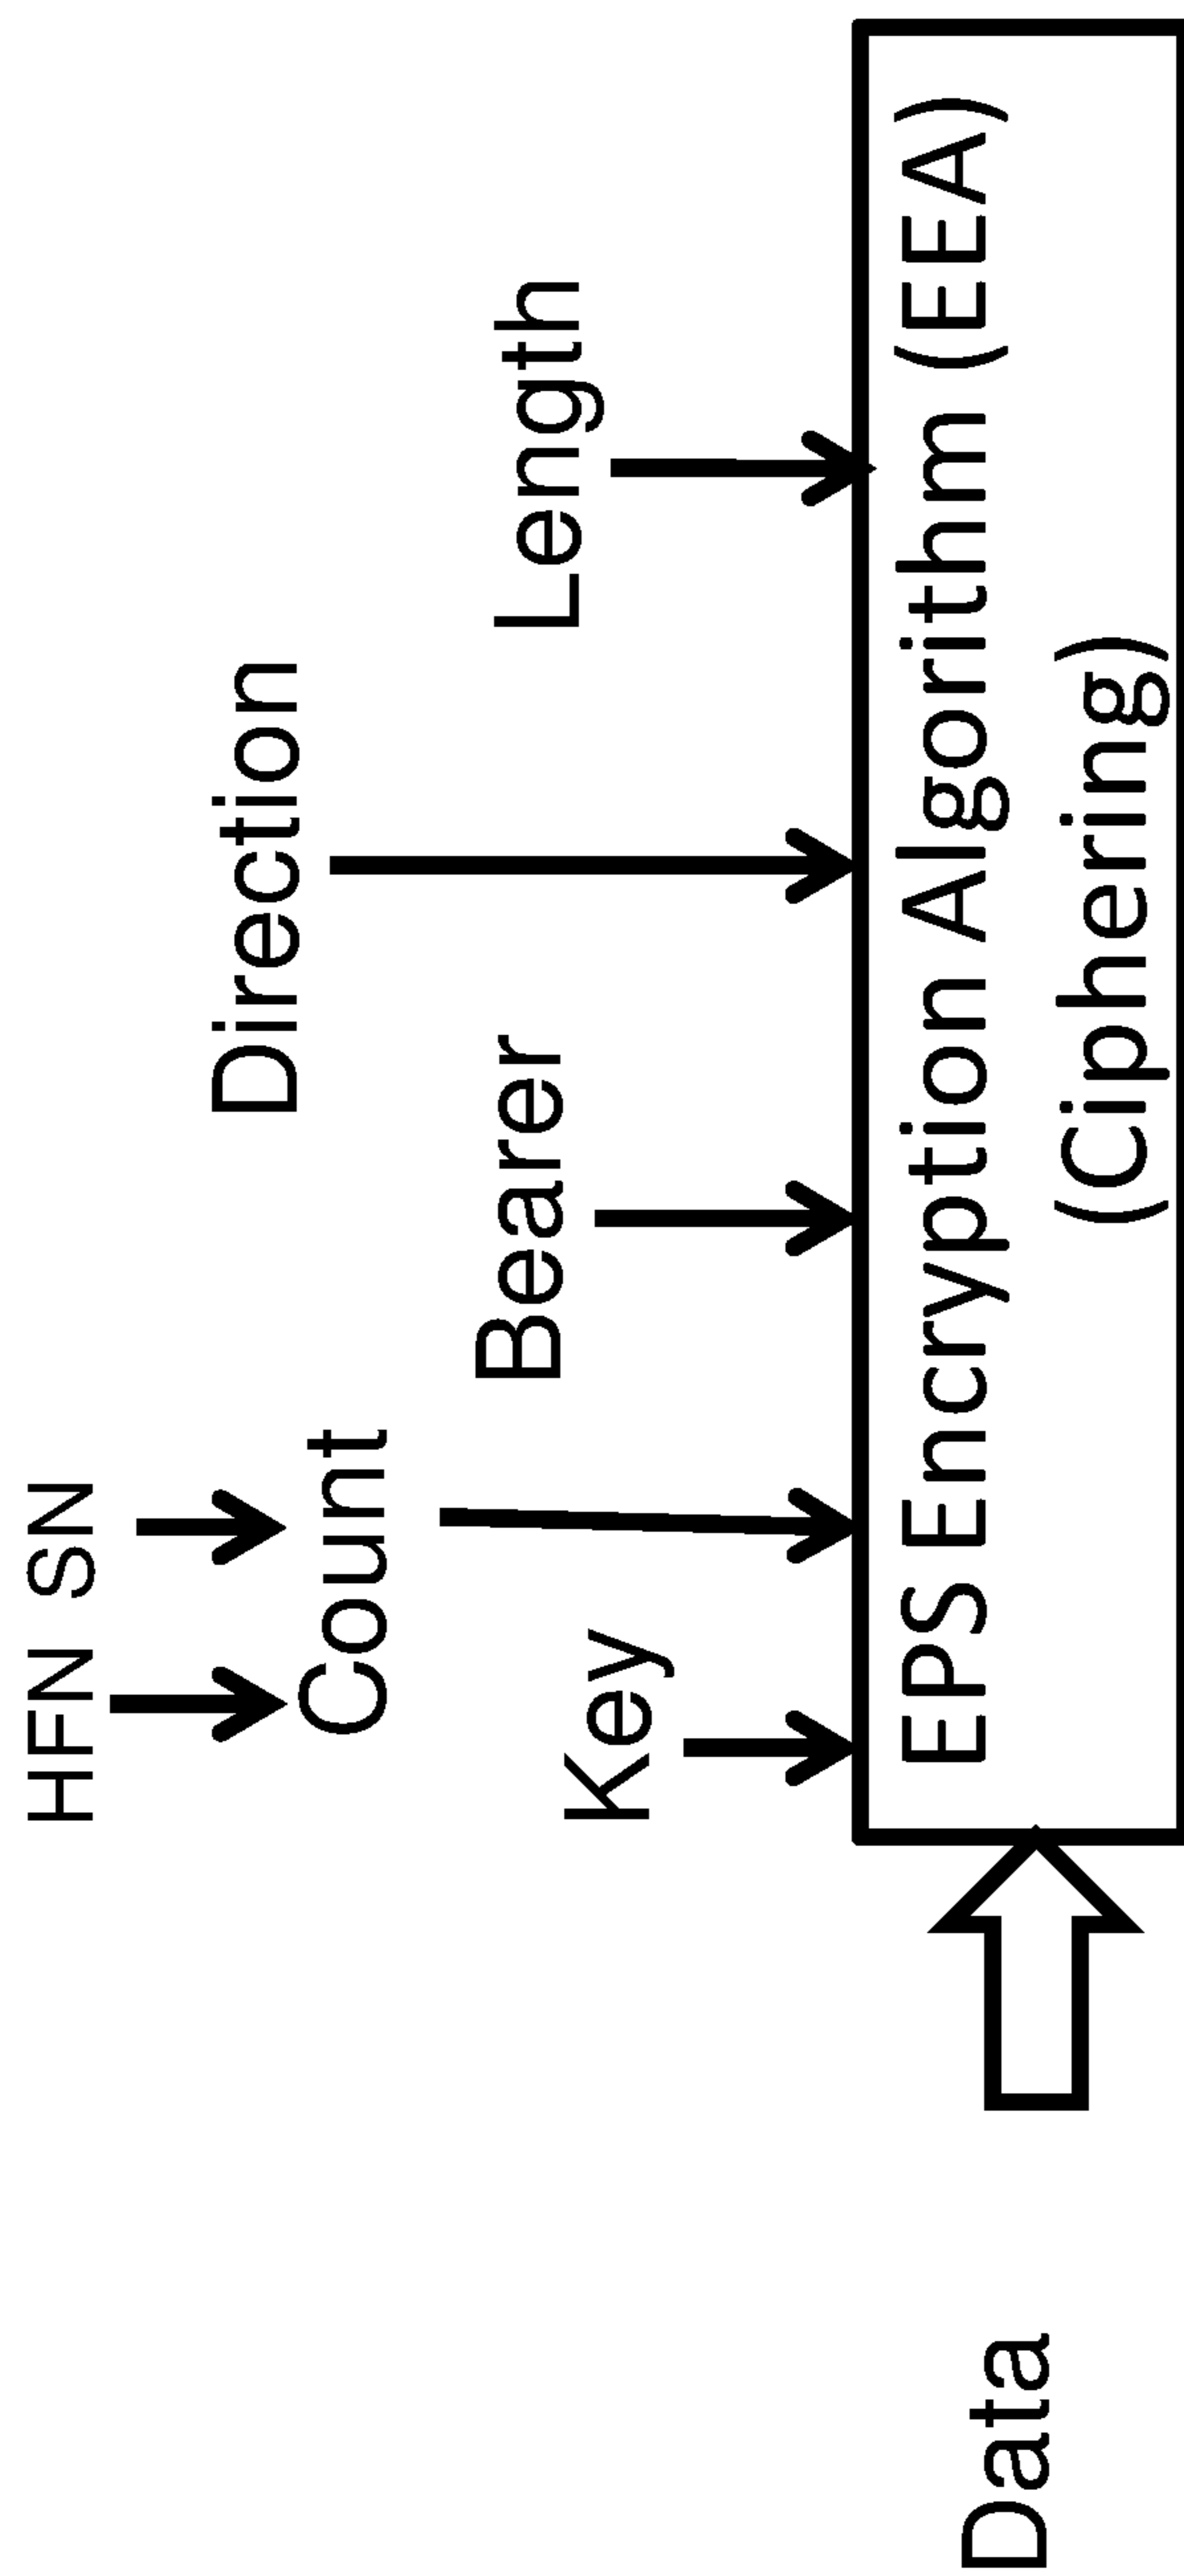 HFN SN
Direction
Count
Bearer
Length
Key
EPS Encryption Algorithm (EEA)
(Ciphering)
Data